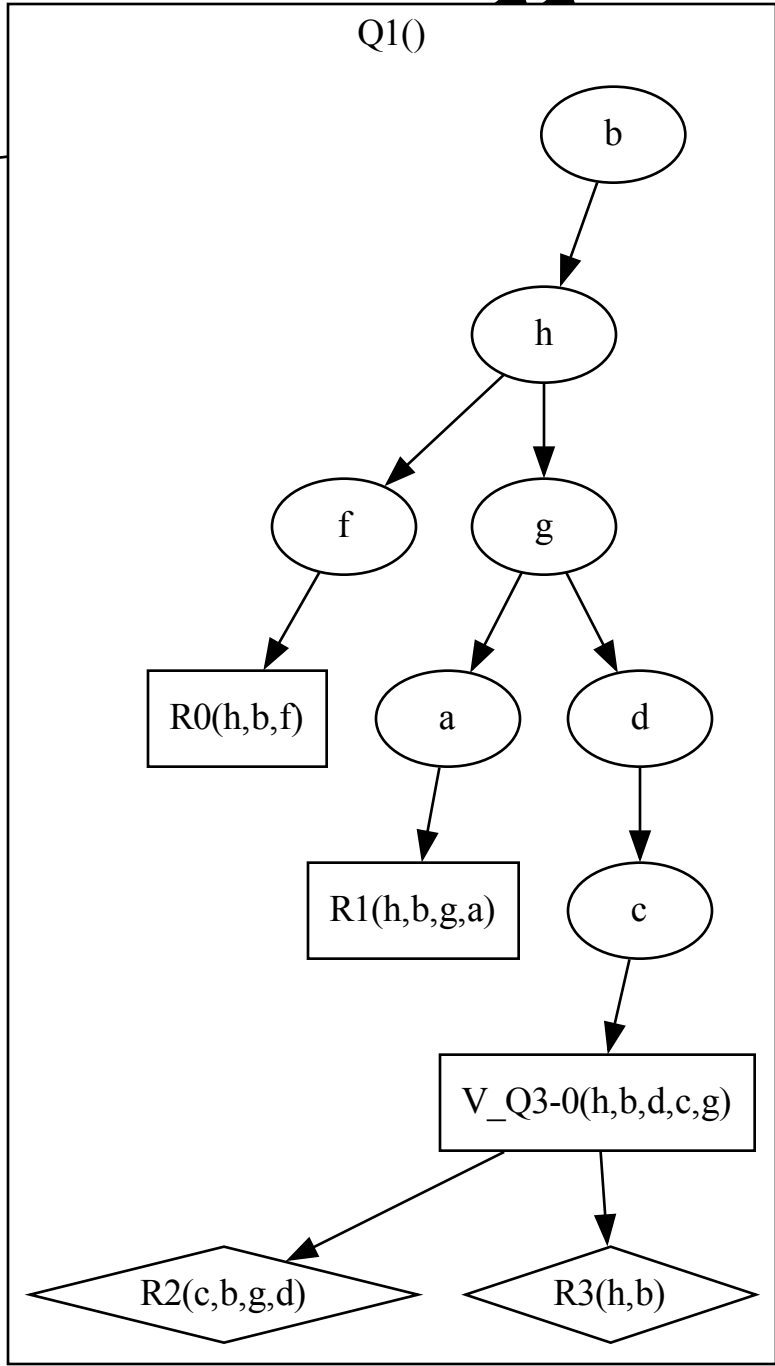 Q1()
b
h
f
g
R0(h,b,f)
a
d
R1(h,b,g,a)
c
V_Q3-0(h,b,d,c,g)
R2(c,b,g,d)
R3(h,b)